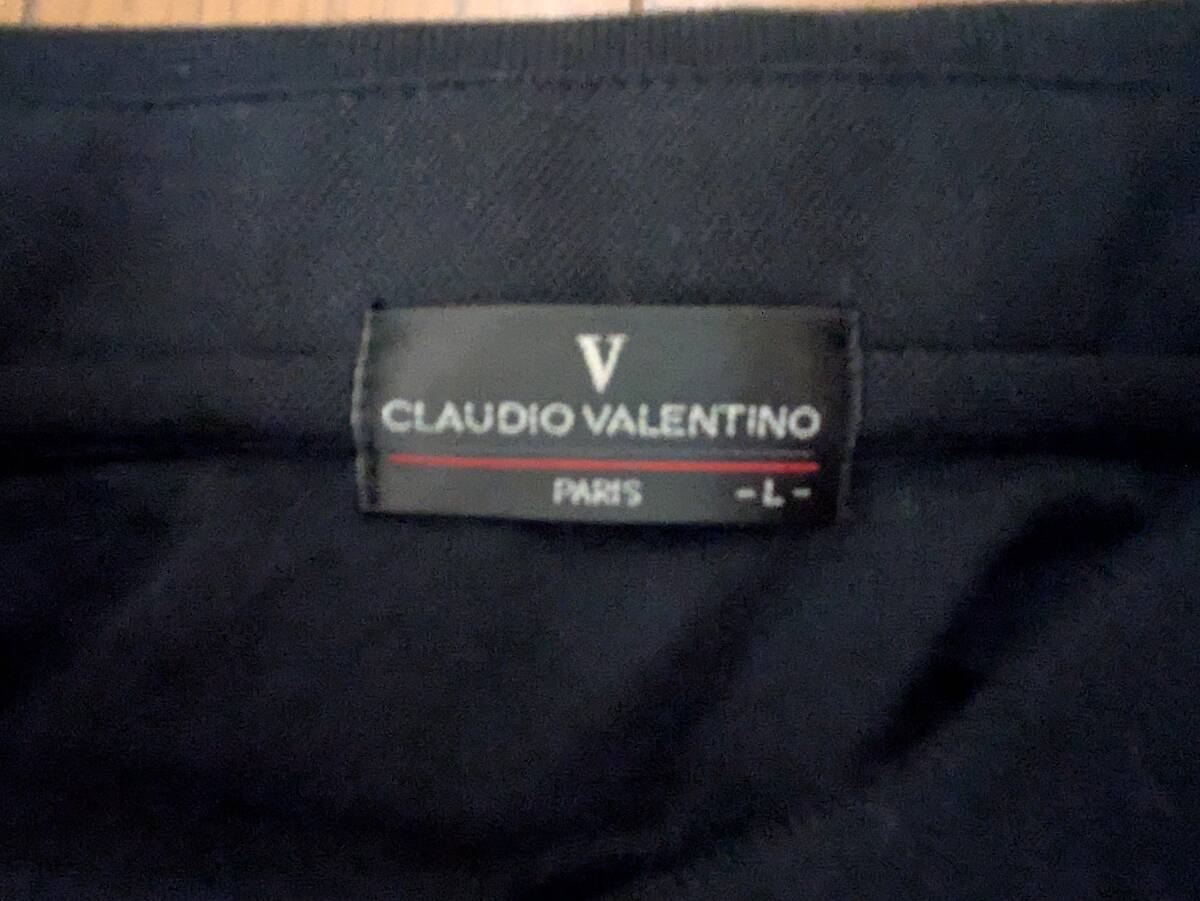 V
CLAUDIO VALENTINO
PARIS -L-